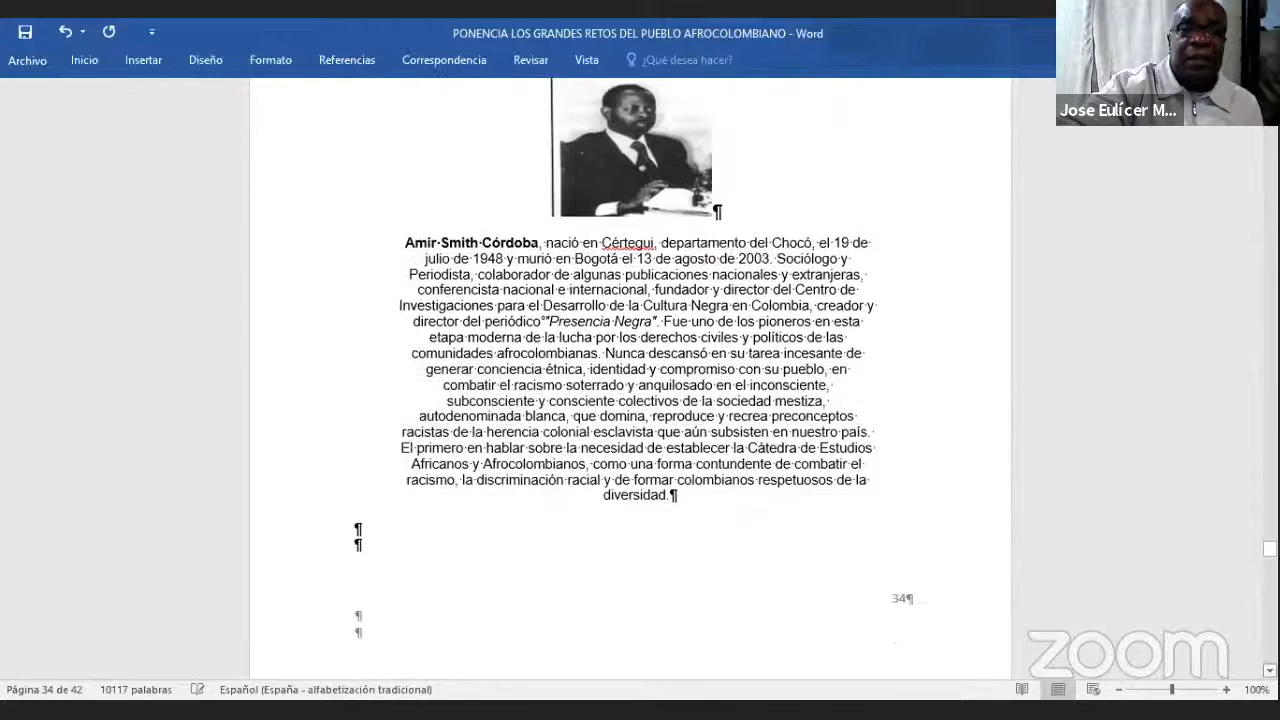 PONENCIA LOS GRANDES RETOS DEL PUEBLO AFROCOLOMBIANO - Word
Archivo Inicio Insertar Diseño Formato Referencias Correspondencia Revisar Vista ¿Qué desea hacer?
Jose Eulícer M...
¶
Amir·Smith·Córdoba, nació·en·Cértegui, departamento·del·Chocó, el·19·de·
julio·de·1948·y·murió·en·Bogotá·el·13·de·agosto·de·2003. Sociólogo·y·
Periodista, colaborador·de·algunas·publicaciones·nacionales·y·extranjeras,
conferencista·nacional·e·internacional, fundador·y·director·del·Centro·de·
Investigaciones·para·el·Desarrollo·de·la·Cultura·Negra·en·Colombia, creador·y·
director·del·periódico°"Presencia·Negra". Fue·uno·de·los·pioneros·en·esta·
etapa·moderna·de·la·lucha·por·los·derechos·civiles·y·políticos·de·las·
comunidades·afrocolombianas. Nunca·descansó·en·su·tarea·incesante·de·
generar·conciencia·étnica, identidad·y·compromiso·con·su·pueblo, en·
combatir·el·racismo·soterrado·y·anquilosado·en·el·inconsciente,
subconsciente·y·consciente·colectivos·de·la·sociedad·mestiza,
autodenominada·blanca, que·domina, reproduce·y·recrea·preconceptos·
racistas·de·la·herencia·colonial·esclavista·que·aún·subsisten·en·nuestro·país.
El·primero·en·hablar·sobre·la·necesidad·de·establecer·la·Cátedra·de·Estudios·
Africanos·y·Afrocolombianos, como·una·forma·contundente·de·combatir·el·
racismo, la·discriminación·racial·y·de·formar·colombianos·respetuosos·de·la·
diversidad.¶
¶
¶
34¶
¶
¶
zoom
Página 34 de 42 10117 palabras Español (España - alfabetización tradicional) 100%